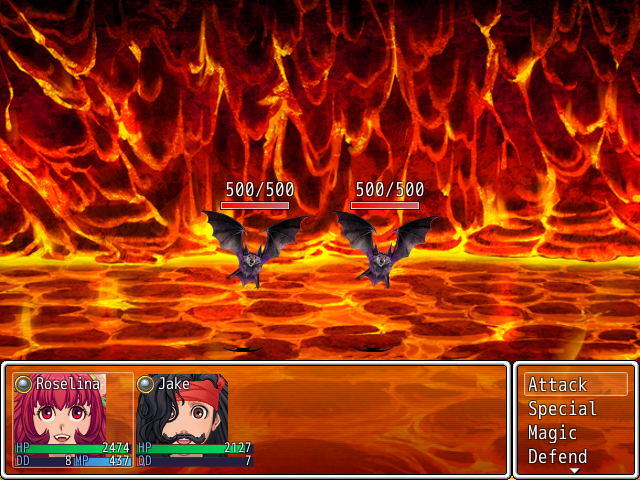 500/500 500/500
Roselina Jake
HP 2474 HP 2127
DD 8 MP 437 DD 7
Attack
Special
Magic
Defend